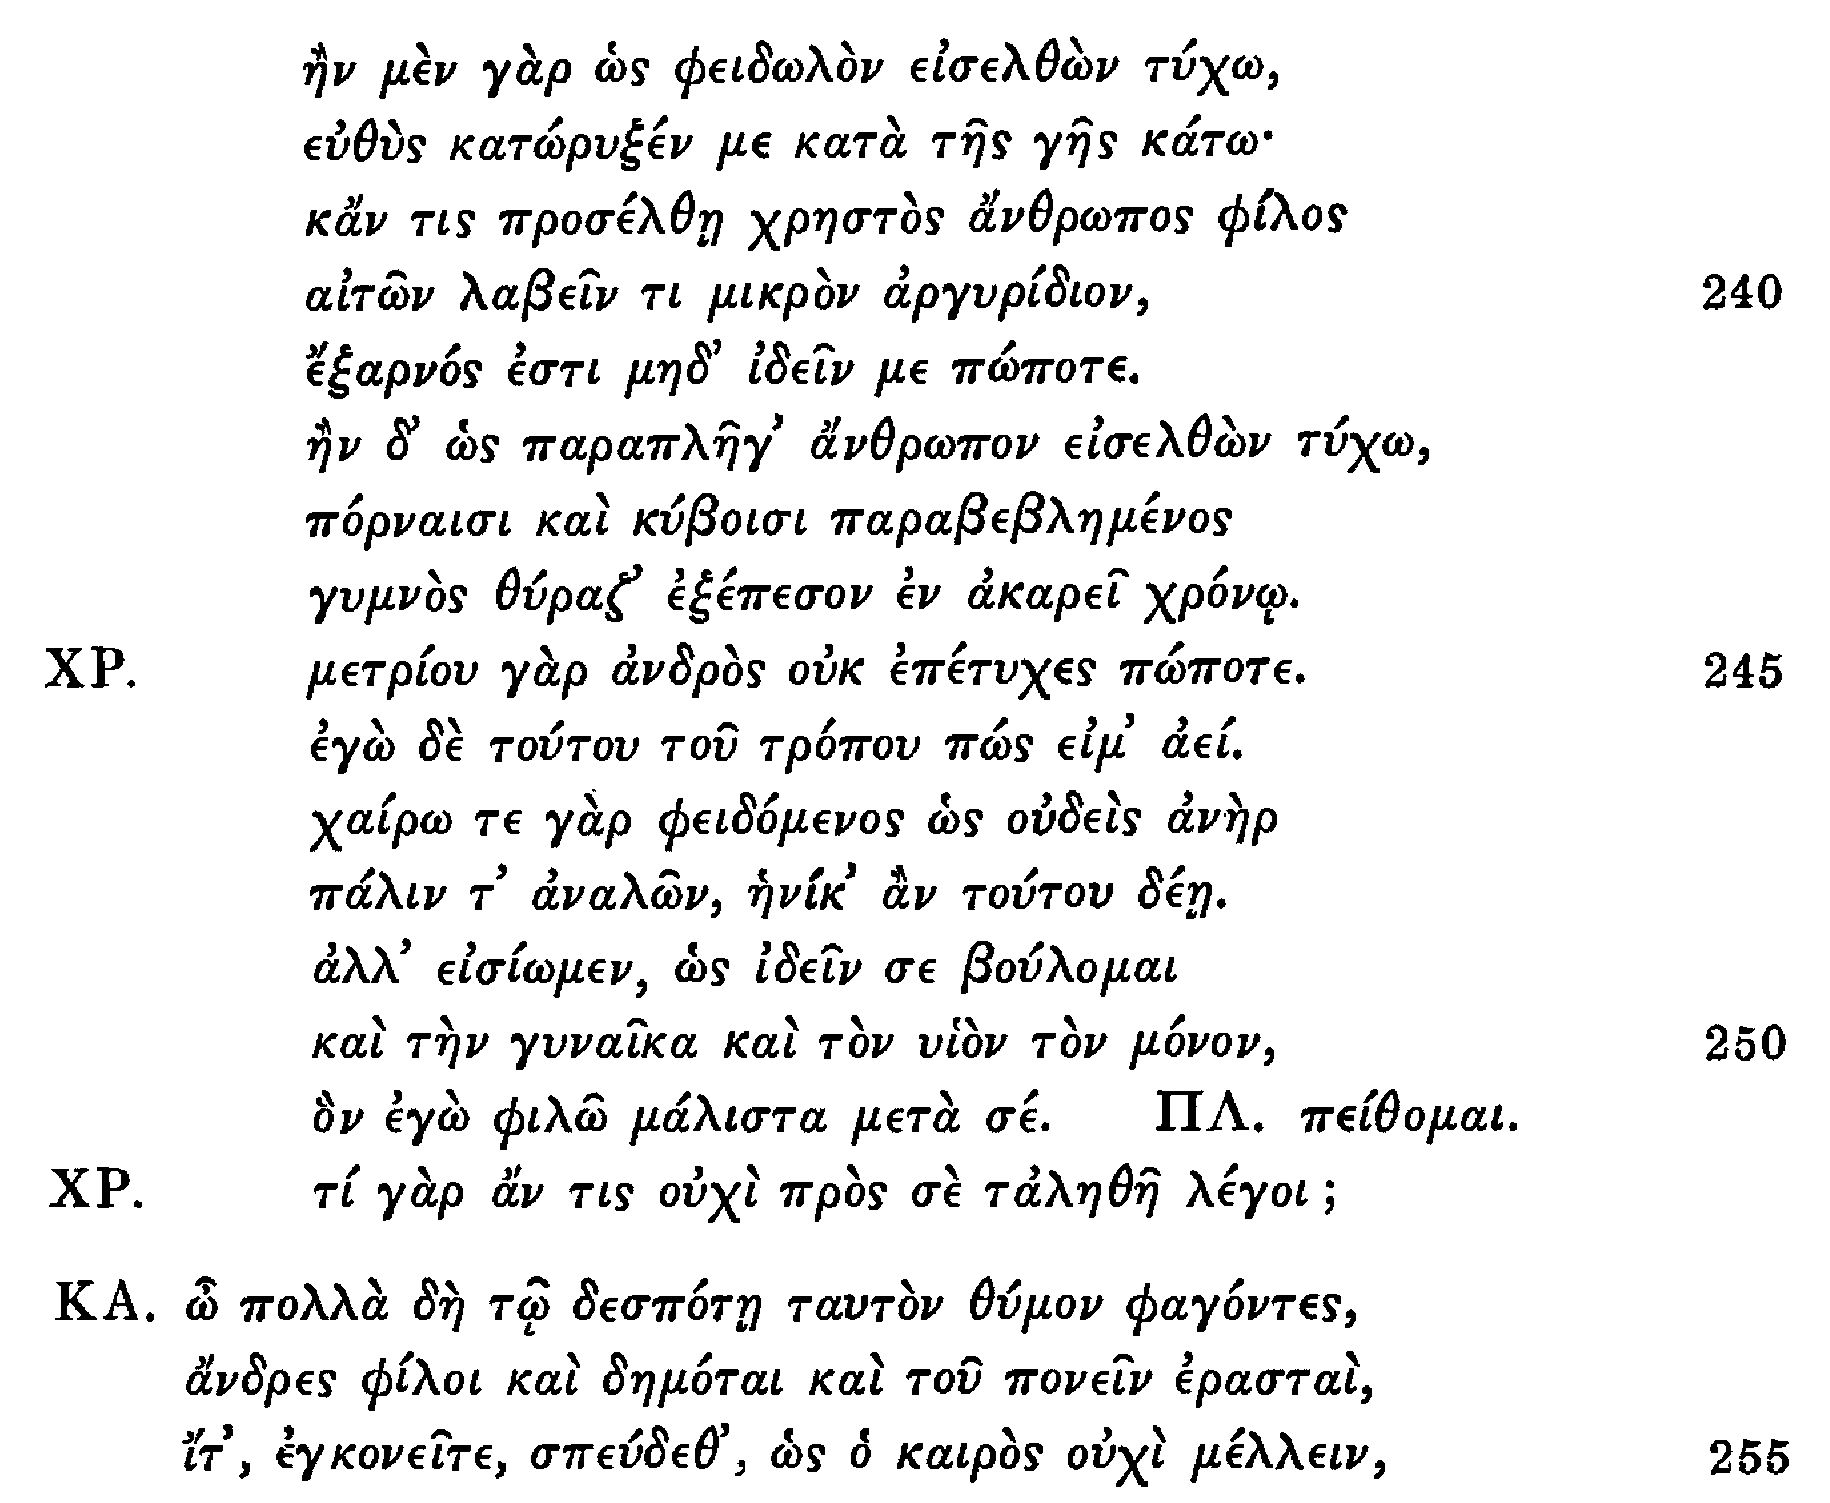 ἢν μὲν γὰρ ὡς φειδωλὸν εἰσελθὼν τύχω,
εὐθὺς κατώρυξέν με κατὰ τῆς γῆς κάτω·
κἄν τις προσέλθῃ χρηστὸς ἄνθρωπος φίλος
αἰτῶν λαβεῖν τι μικρὸν ἀργυρίδιον, 240
ἔξαρνός ἐστι μηδ’ ἰδεῖν με πώποτε.
ἢν δ’ ὡς παραπλῆγ’ ἄνθρωπον εἰσελθὼν τύχω,
πόρναισι καὶ κύβοισι παραβεβλημένος
γυμνὸς θύραζ’ ἐξέπεσον ἐν ἀκαρεῖ χρόνῳ.
ΧΡ. μετρίου γὰρ ἀνδρὸς οὐκ ἐπέτυχες πώποτε. 245
ἐγὼ δὲ τούτου τοῦ τρόπου πώς εἰμ’ ἀεί.
χαίρω τε γὰρ φειδόμενος ὡς οὐδεὶς ἀνὴρ
πάλιν τ’ ἀναλῶν, ἡνίκ’ ἂν τούτου δέῃ.
ἀλλ’ εἰσίωμεν, ὡς ἰδεῖν σε βούλομαι
καὶ τὴν γυναῖκα καὶ τὸν υἱὸν τὸν μόνον, 250
ὃν ἐγὼ φιλῶ μάλιστα μετὰ σέ. ΠΛ. πείθομαι.
ΧΡ. τί γὰρ ἄν τις οὐχὶ πρὸς σὲ τἀληθῆ λέγοι ;
ΚΑ. ὦ πολλὰ δὴ τῷ δεσπότῃ ταυτὸν θύμον φαγόντες,
ἄνδρες φίλοι καὶ δημόται καὶ τοῦ πονεῖν ἐρασταὶ,
ἴτ’, ἐγκονεῖτε, σπεύδεθ’, ὡς ὁ καιρὸς οὐχὶ μέλλειν, 255